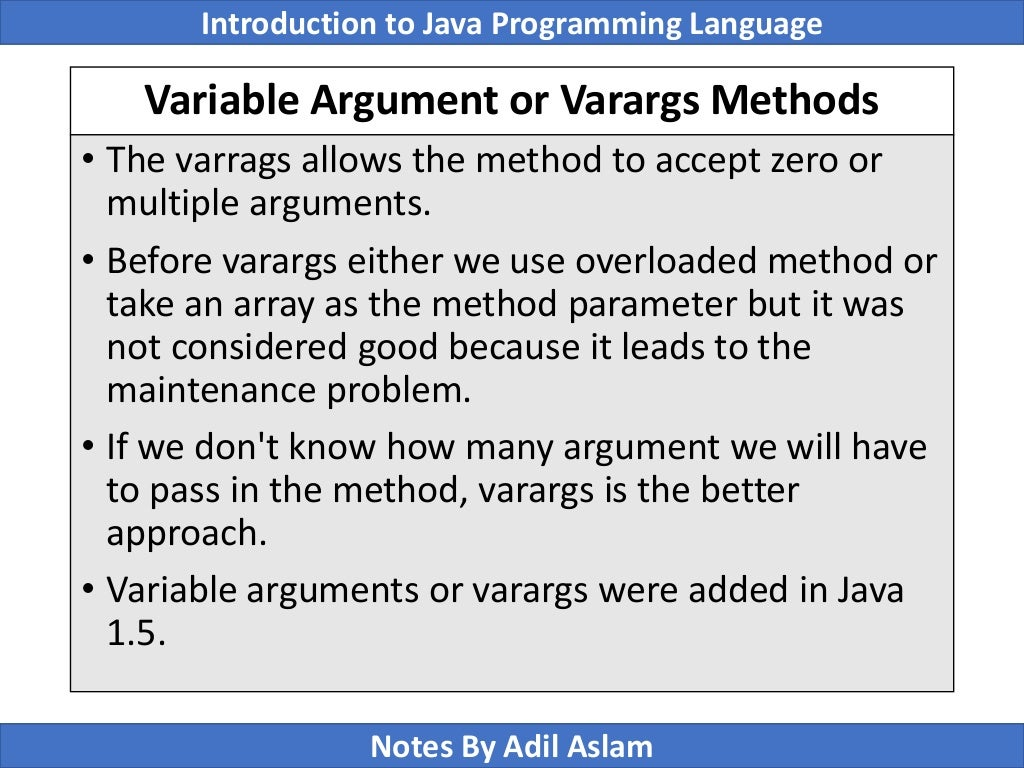 Introduction to Java Programming Language
Variable Argument or Varargs Methods
• The varrags allows the method to accept zero or
multiple arguments.
• Before varargs either we use overloaded method or
take an array as the method parameter but it was
not considered good because it leads to the
maintenance problem.
• If we don't know how many argument we will have
to pass in the method, varargs is the better
approach.
• Variable arguments or varargs were added in Java
1.5.
Notes By Adil Aslam